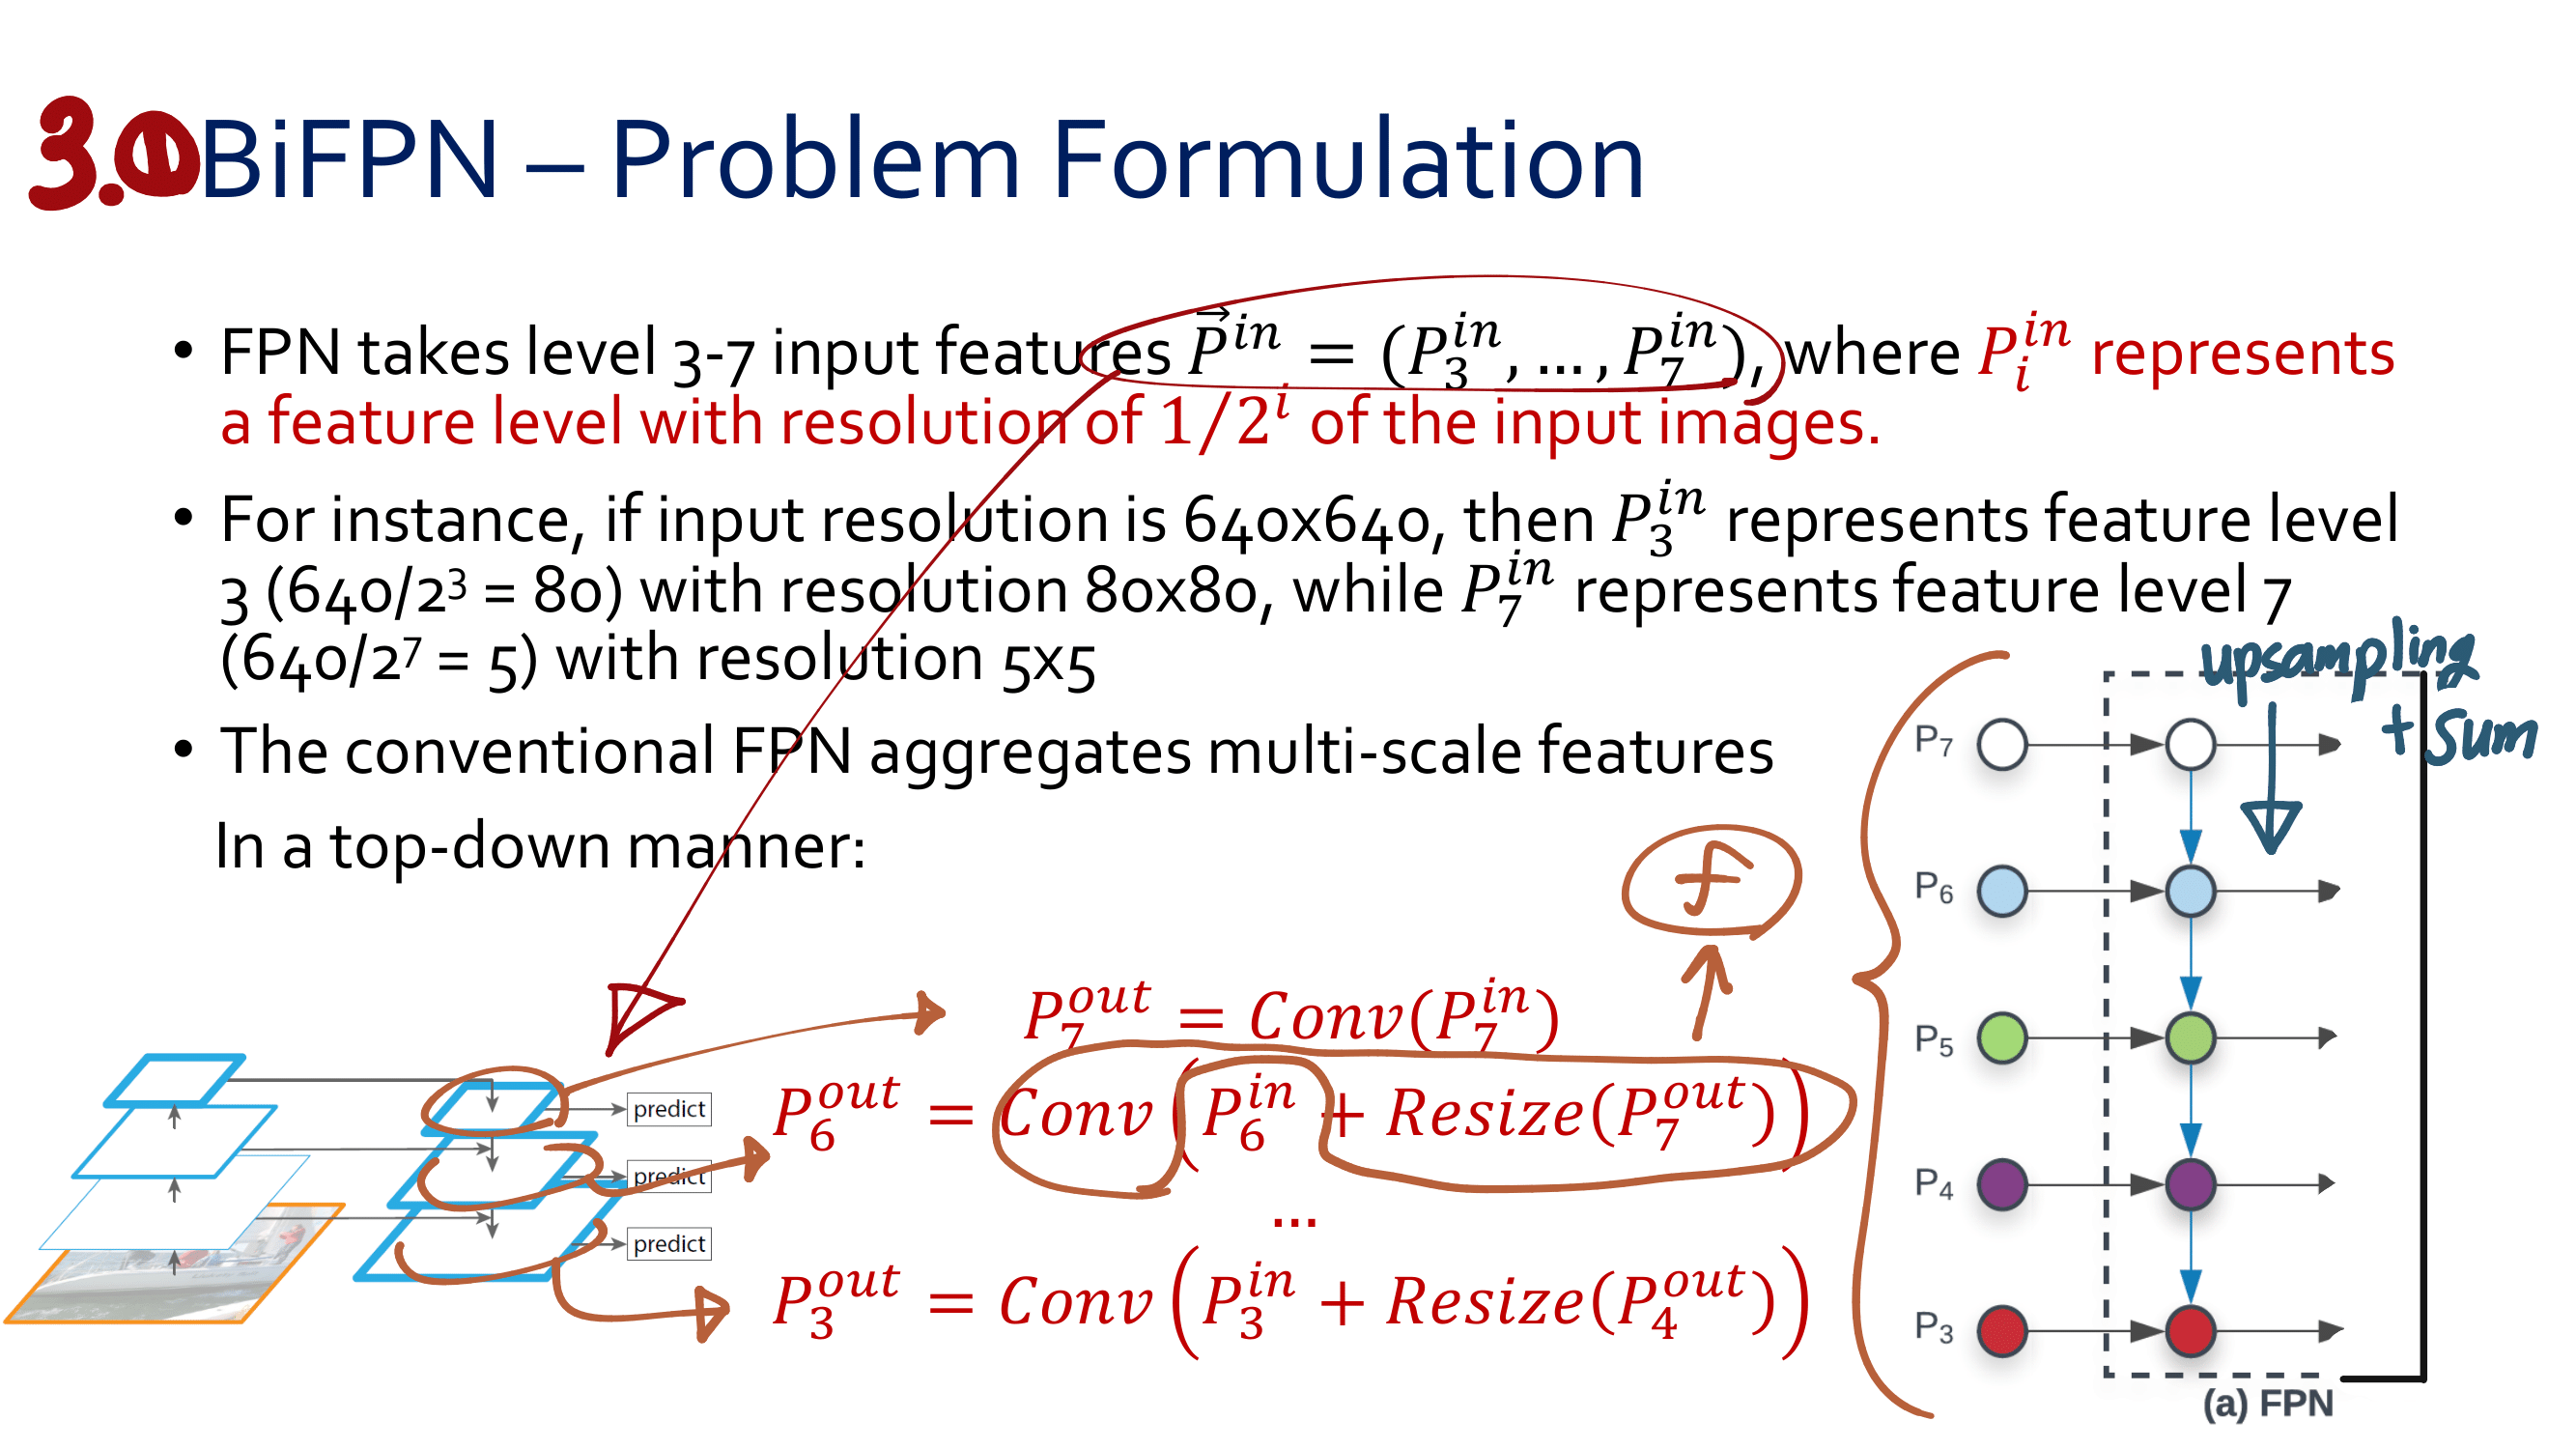 3.0 BiFPN – Problem Formulation
• FPN takes level 3-7 input features $\vec{P}^{in} = (P_3^{in}, ..., P_7^{in})$, where $P_i^{in}$ represents
a feature level with resolution of $1/2^i$ of the input images.
• For instance, if input resolution is 640x640, then $P_3^{in}$ represents feature level
3 (640/2³ = 80) with resolution 80x80, while $P_7^{in}$ represents feature level 7
(640/2⁷ = 5) with resolution 5x5
• The conventional FPN aggregates multi-scale features
In a top-down manner:
f
$P_7^{out} = Conv(P_7^{in})$
$P_6^{out} = Conv(P_6^{in} + Resize(P_7^{out}))$
...
$P_3^{out} = Conv(P_3^{in} + Resize(P_4^{out}))$
predict
predict
predict
upsampling
+ sum
P₇
P₆
P₅
P₄
P₃
(a) FPN